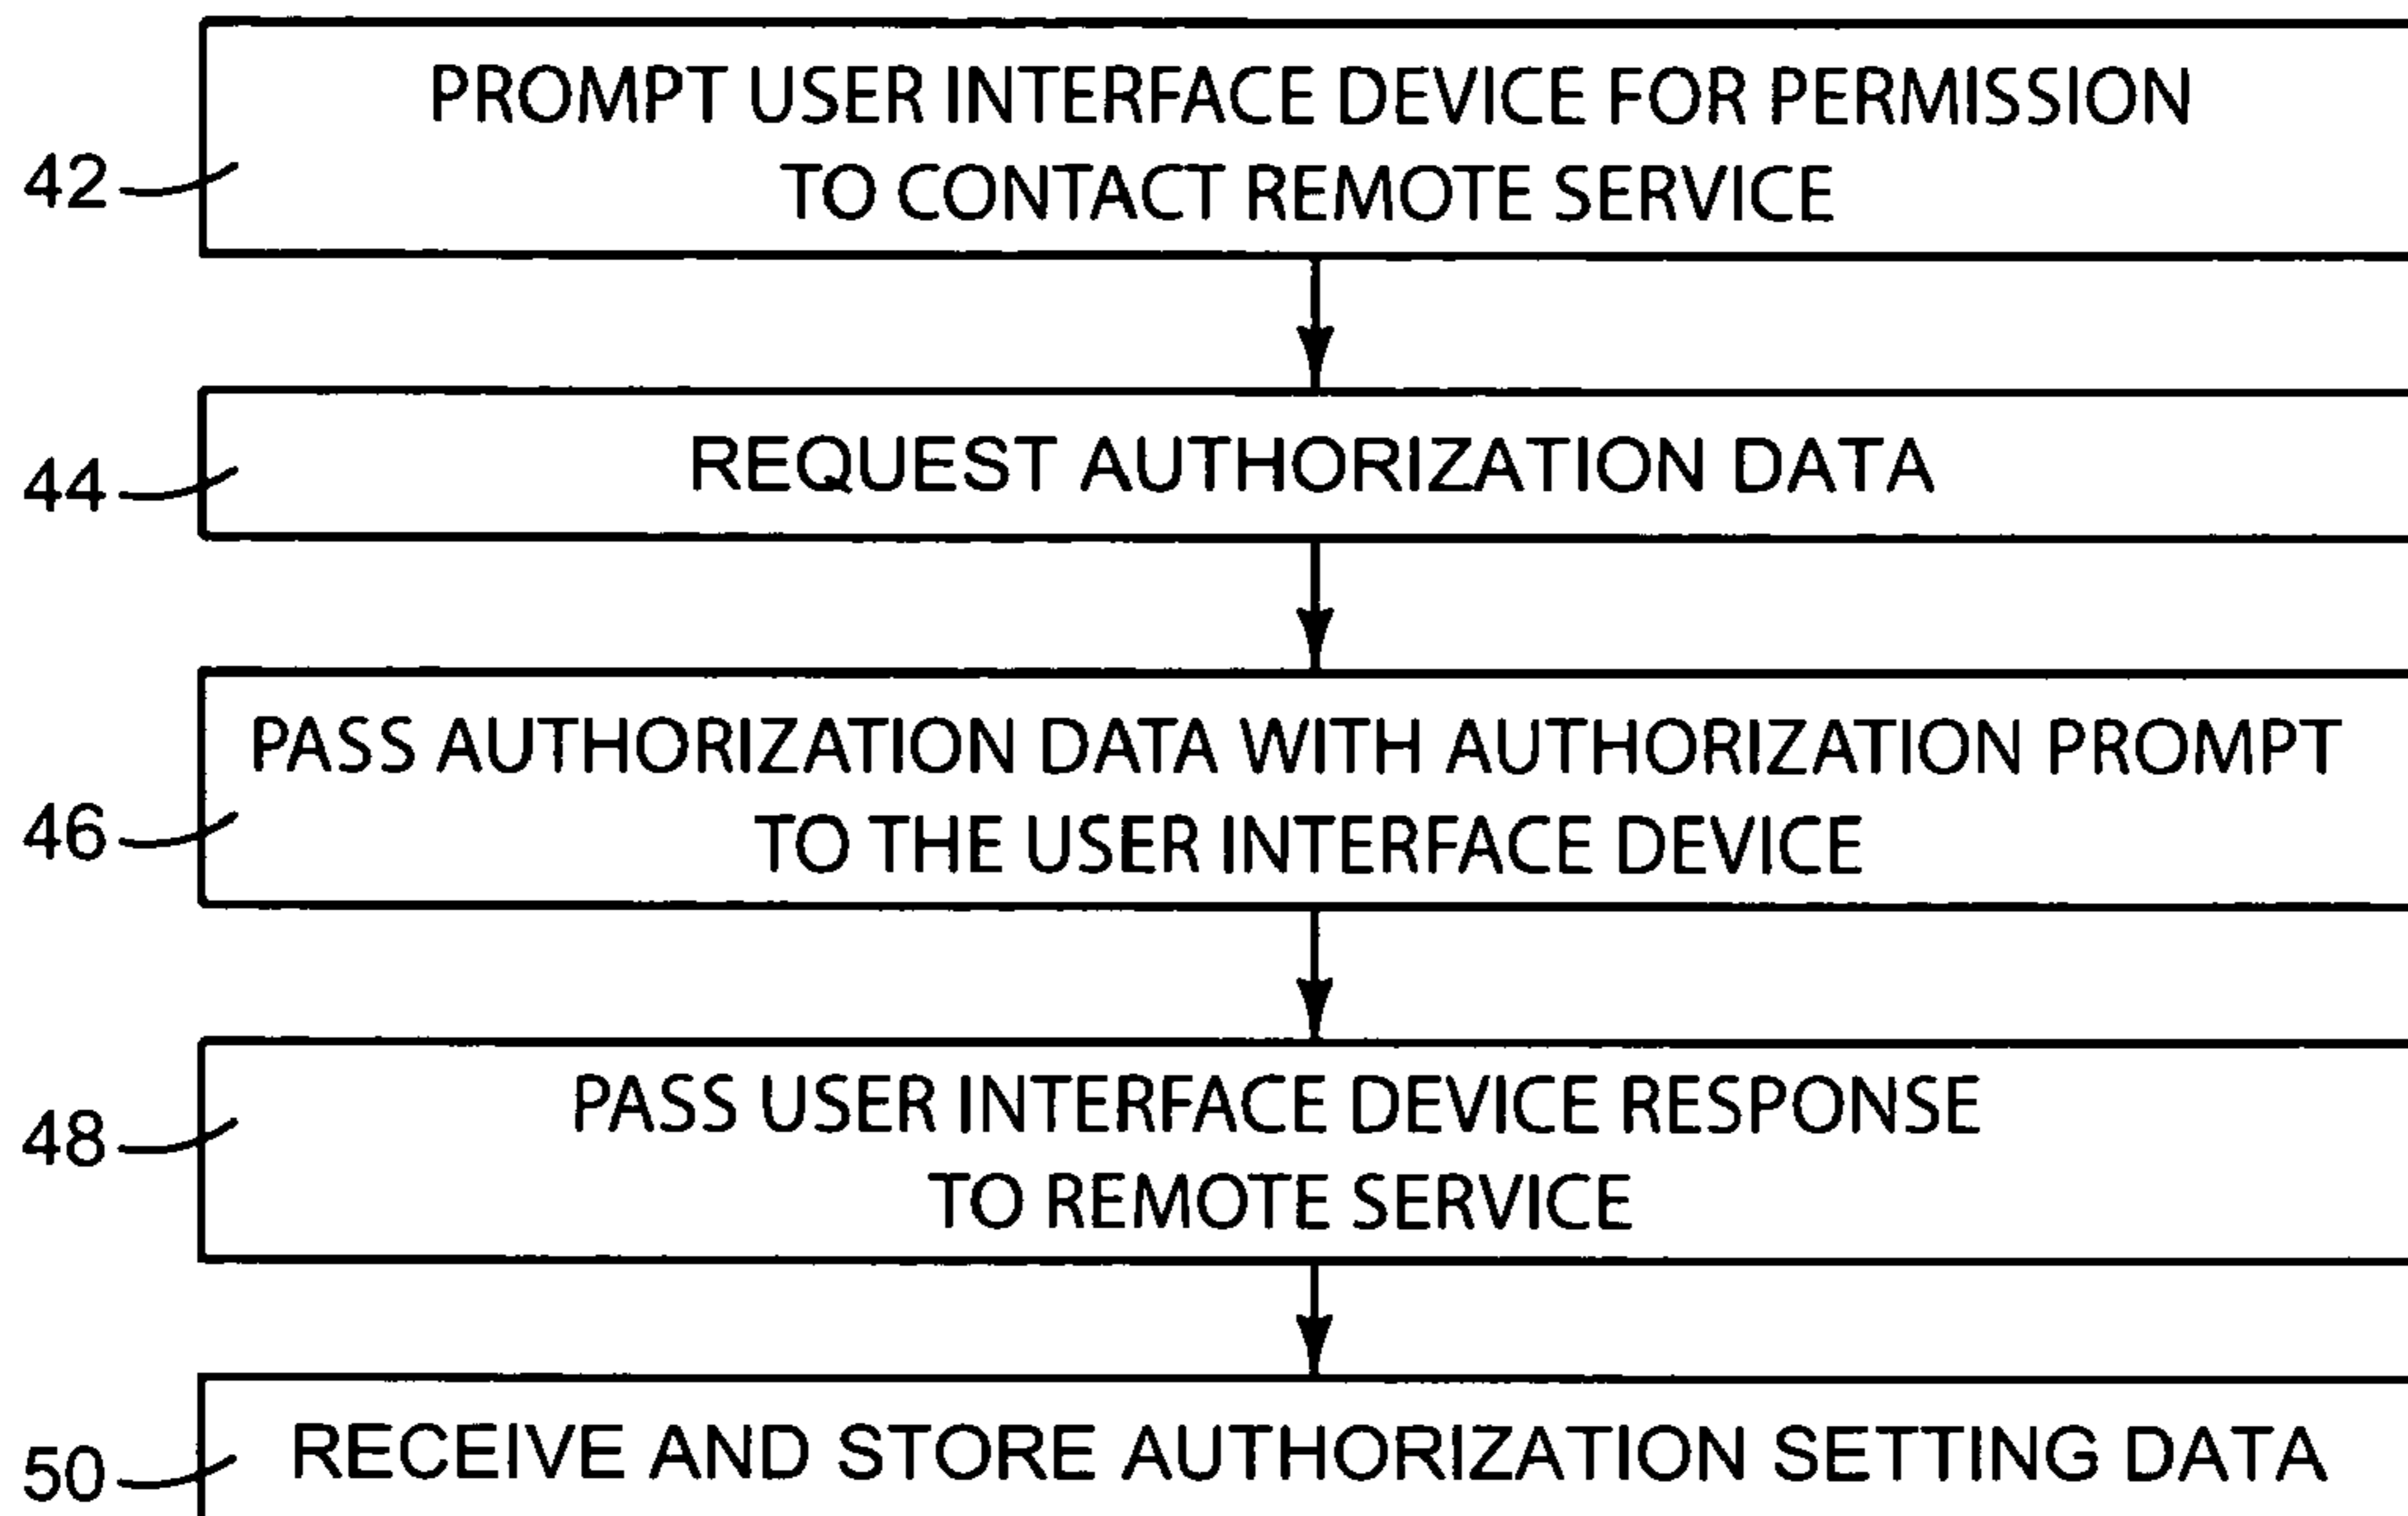 PROMPT USER INTERFACE DEVICE FOR PERMISSION
TO CONTACT REMOTE SERVICE
42
REQUEST AUTHORIZATION DATA
44
PASS AUTHORIZATION DATA WITH AUTHORIZATION PROMPT
TO THE USER INTERFACE DEVICE
46
PASS USER INTERFACE DEVICE RESPONSE
TO REMOTE SERVICE
48
RECEIVE AND STORE AUTHORIZATION SETTING DATA
50